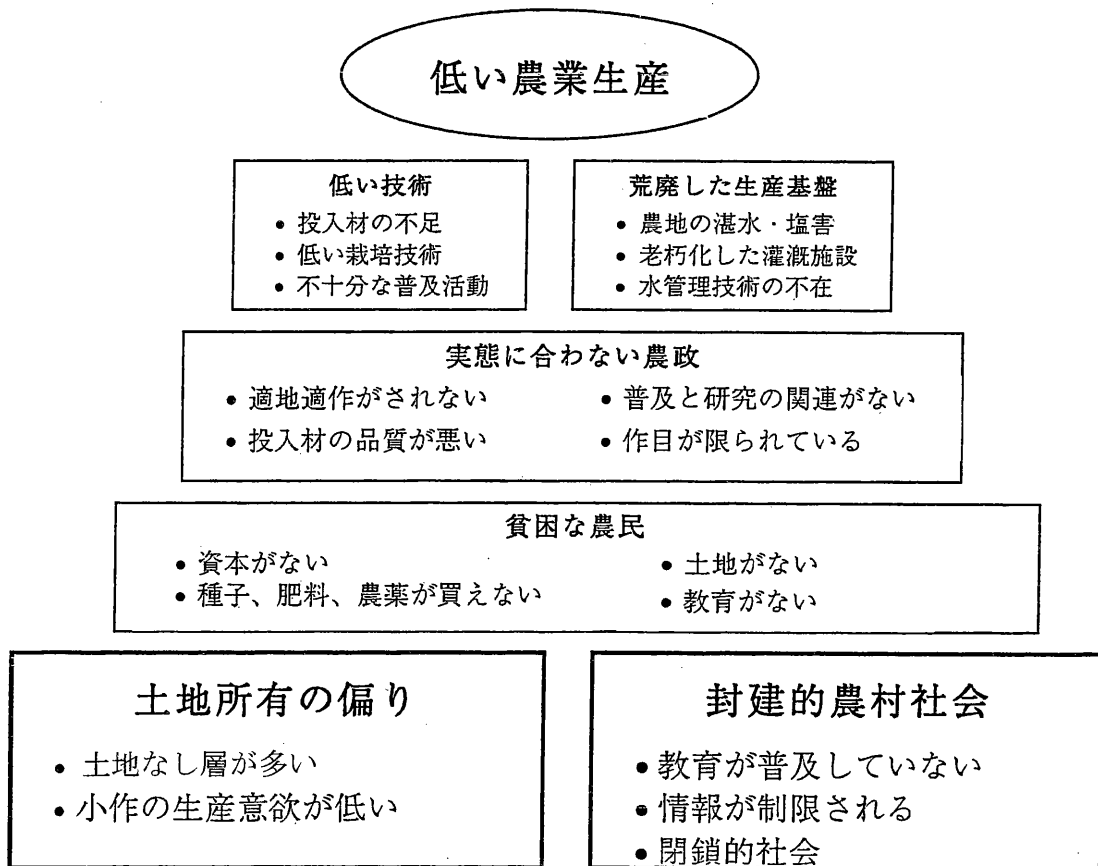 低い農業生産
低い技術
• 投入材の不足
• 低い栽培技術
• 不十分な普及活動
荒廃した生産基盤
• 農地の湛水・塩害
• 老朽化した灌漑施設
• 水管理技術の不在
実態に合わない農政
• 適地適作がされない
• 投入材の品質が悪い
• 普及と研究の関連がない
• 作目が限られている
貧困な農民
• 資本がない
• 種子、肥料、農薬が買えない
• 土地がない
• 教育がない
土地所有の偏り
• 土地なし層が多い
• 小作の生産意欲が低い
封建的農村社会
• 教育が普及していない
• 情報が制限される
• 閉鎖的社会